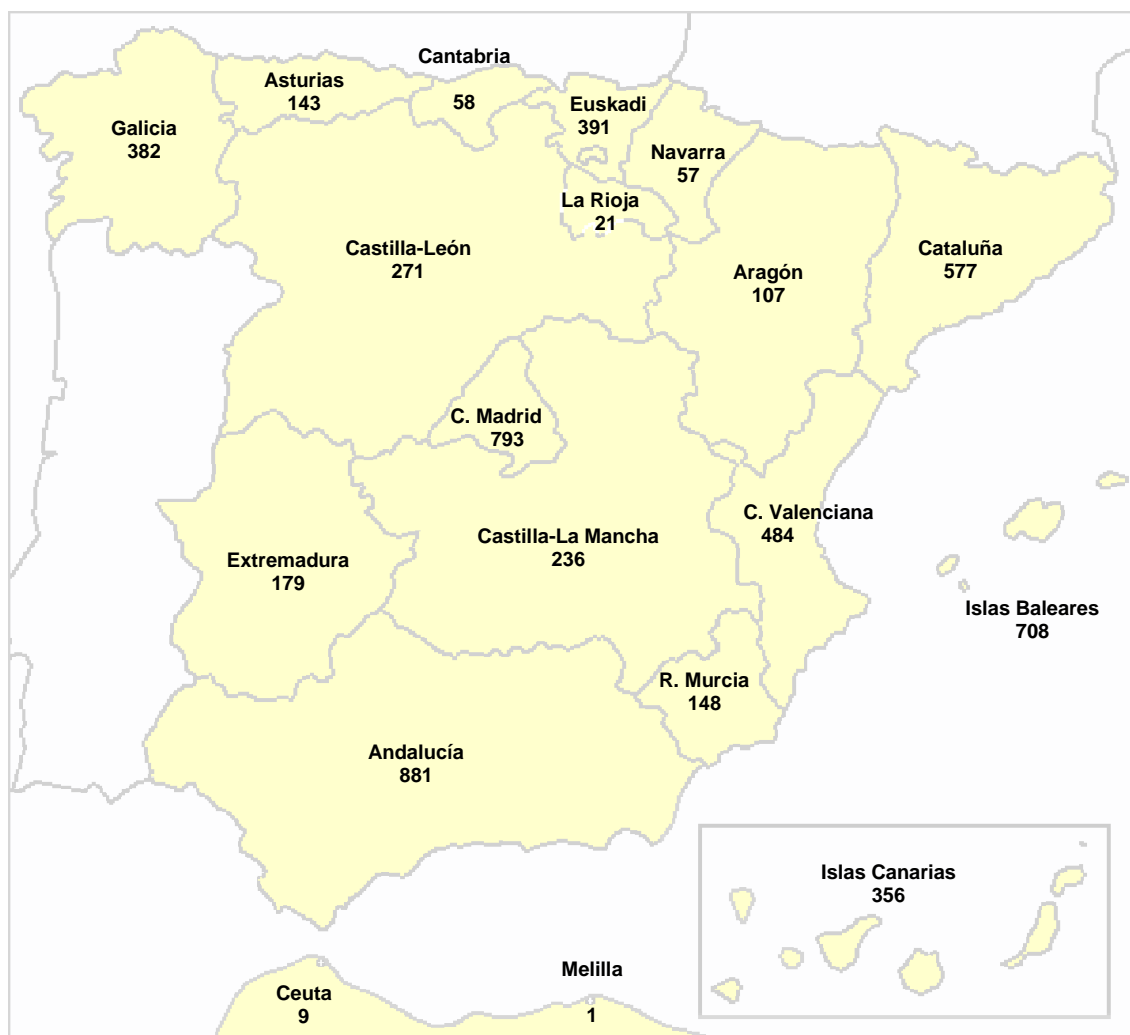 Cantabria
58
Asturias
143
Euskadi
391
Galicia
382
Navarra
57
La Rioja
21
Castilla-León
271
Aragón
107
Cataluña
577
C. Madrid
793
C. Valenciana
484
Castilla-La Mancha
236
Extremadura
179
Islas Baleares
708
R. Murcia
148
Andalucía
881
Islas Canarias
356
Ceuta
9
Melilla
1